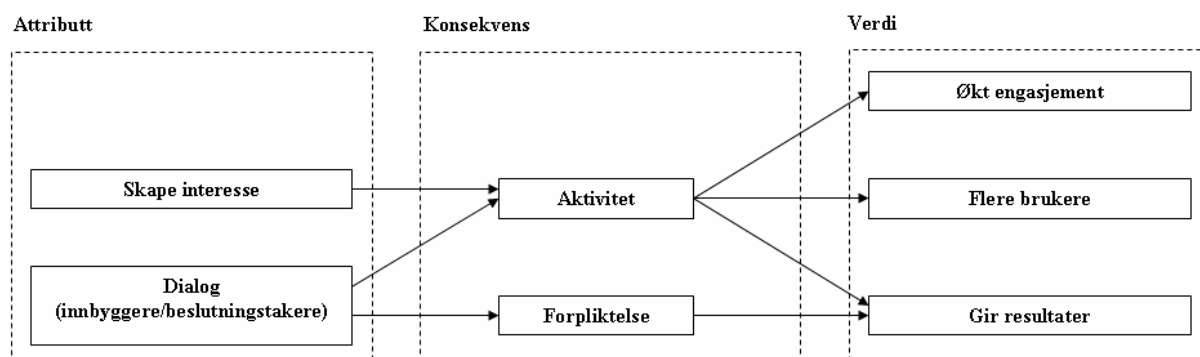 Attributt
Konsekvens
Verdi
Økt engasjement
Skape interesse
Aktivitet
Flere brukere
Dialog
(innbyggere/beslutningstakere)
Forpliktelse
Gir resultater